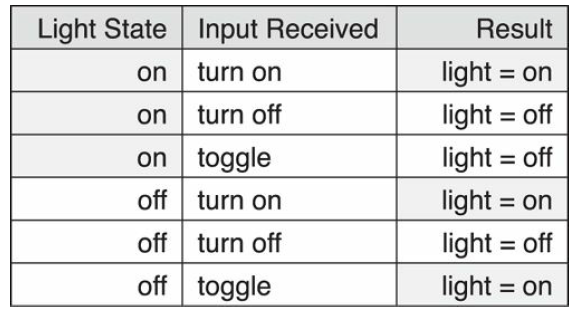 Light State Input Received Result
on turn on light = on
on turn off light = off
on toggle light = off
off turn on light = on
off turn off light = off
off toggle light = on